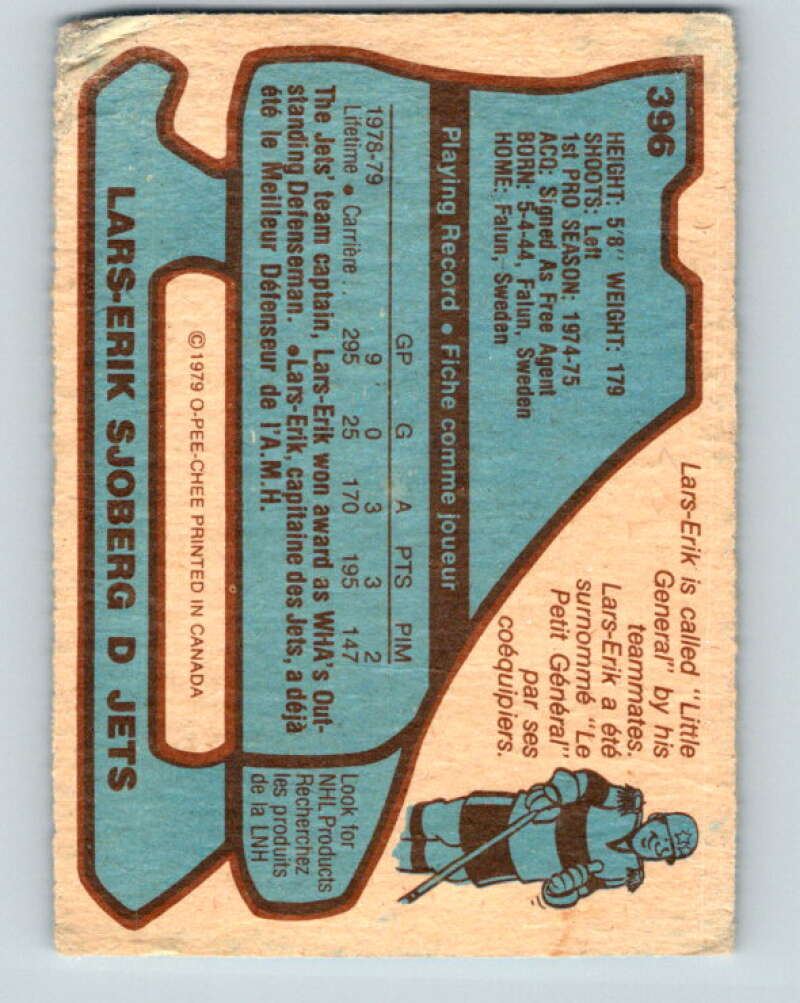 396
HEIGHT: 5'8" WEIGHT: 179
SHOOTS: Left
1st PRO SEASON: 1974-75
ACQ: Signed As Free Agent
BORN: 5-4-44, Falun, Sweden
HOME: Falun, Sweden
Lars-Erik is called "Little
General" by his
teammates.
Lars-Erik a été
surnommé "Le
Petit Général"
par ses
coéquipiers.
Playing Record • Fiche comme joueur
GP G A PTS PIM
1978-79 9 0 3 3 2
Lifetime • Carrière .. 295 25 170 195 147
The Jets' team captain, Lars-Erik won award as WHA's Out-
standing Defenseman. •Lars-Erik, capitaine des Jets, a déjà
été le Meilleur Défenseur de l'A.M.H.
Look for
NHL Products
Recherchez
les produits
de la LNH
©1979 O-PEE-CHEE PRINTED IN CANADA
LARS-ERIK SJOBERG D JETS